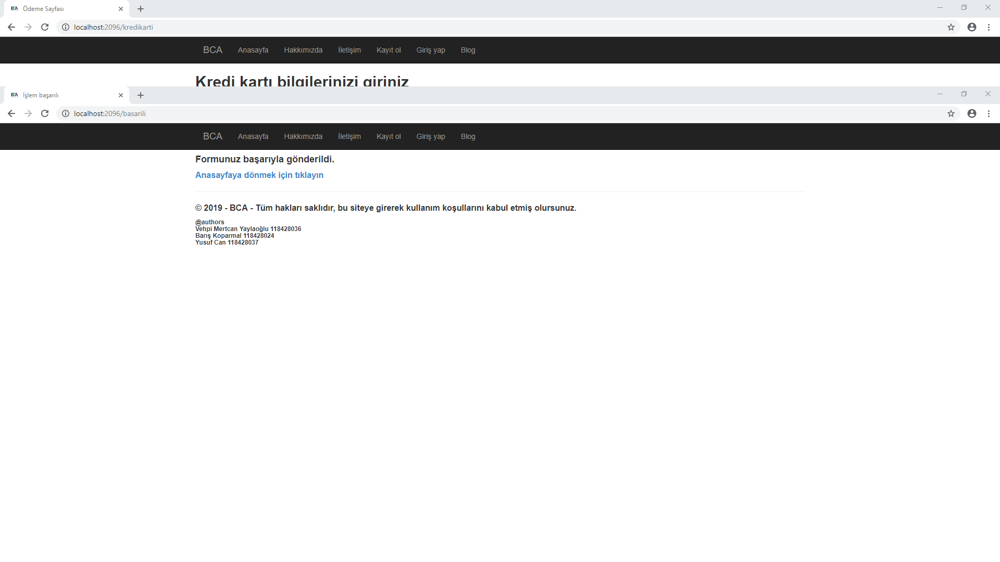 BCA Ödeme Sayfası
localhost:2096/kredikarti
BCA Anasayfa Hakkımızda İletişim Kayıt ol Giriş yap Blog
Kredi kartı bilgilerinizi giriniz
BCA İşlem başarılı
localhost:2096/basarili
BCA Anasayfa Hakkımızda İletişim Kayıt ol Giriş yap Blog
Formunuz başarıyla gönderildi.
Anasayfaya dönmek için tıklayın
© 2019 - BCA - Tüm hakları saklıdır, bu siteye girerek kullanım koşullarını kabul etmiş olursunuz.
@authors
Vehpi Mertcan Yaylaoğlu 118428036
Barış Koparmal 118428024
Yusuf Can 118428037